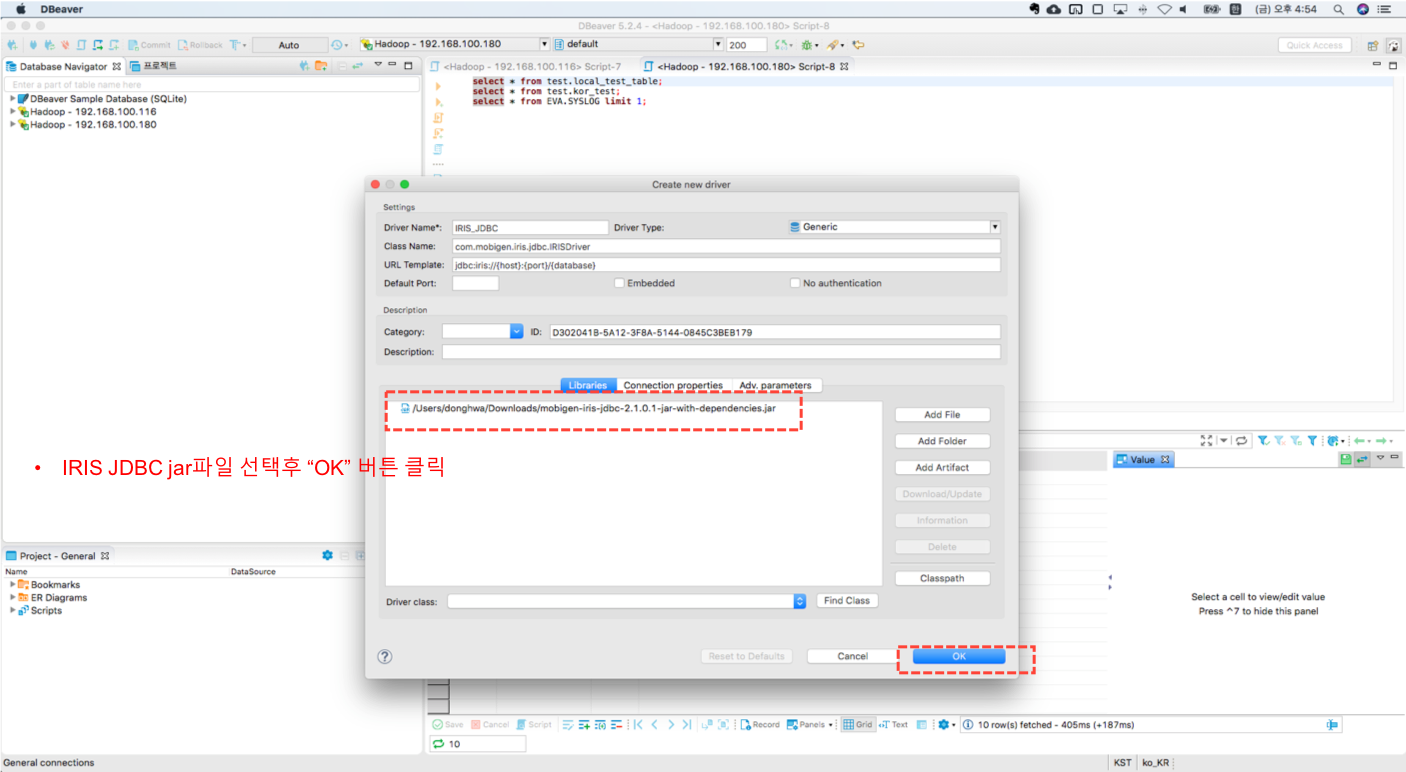 DBeaver
(금) 오후 4:54
DBeaver 5.2.4 - <Hadoop - 192.168.100.180> Script-8
Commit
Rollback
Auto
Hadoop - 192.168.100.180
default
200
Quick Access
Database Navigator
프로젝트
<Hadoop - 192.168.100.116> Script-7
<Hadoop - 192.168.100.180> Script-8
Enter a part of table name here
DBeaver Sample Database (SQLite)
Hadoop - 192.168.100.116
Hadoop - 192.168.100.180
select * from test.local_test_table;
select * from test.kor_test;
select * from EVA.SYSLOG limit 1;
Create new driver
Settings
Driver Name*: IRIS_JDBC
Driver Type: Generic
Class Name: com.mobigen.iris.jdbc.IRISDriver
URL Template: jdbc:iris://{host}:{port}/{database}
Default Port:
Embedded
No authentication
Description
Category:
ID: D302041B-5A12-3F8A-5144-0845C3BEB179
Description:
Libraries
Connection properties
Adv. parameters
/Users/donghwa/Downloads/mobigen-iris-jdbc-2.1.0.1-jar-with-dependencies.jar
Add File
Add Folder
Add Artifact
Download/Update
Information
Delete
Classpath
Driver class:
Find Class
Reset to Defaults
Cancel
OK
• IRIS JDBC jar파일 선택후 “OK” 버튼 클릭
Value
Select a cell to view/edit value
Press ^7 to hide this panel
Project - General
Name
DataSource
Bookmarks
ER Diagrams
Scripts
Save
Cancel
Script
Record
Panels
Grid
Text
10 row(s) fetched - 405ms (+187ms)
10
General connections
KST
ko_KR